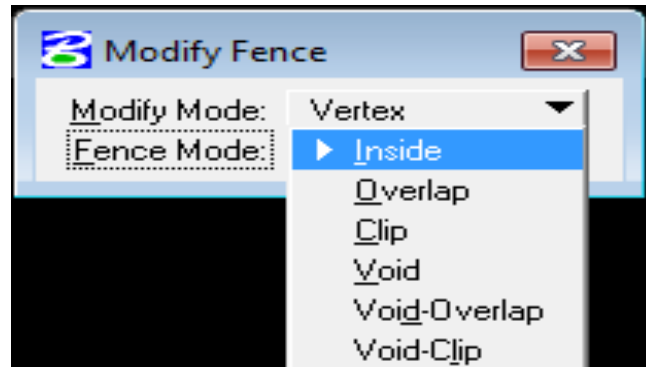 Modify Fence
Modify Mode: Vertex
Fence Mode: Inside
Overlap
Clip
Void
Void-Overlap
Void-Clip